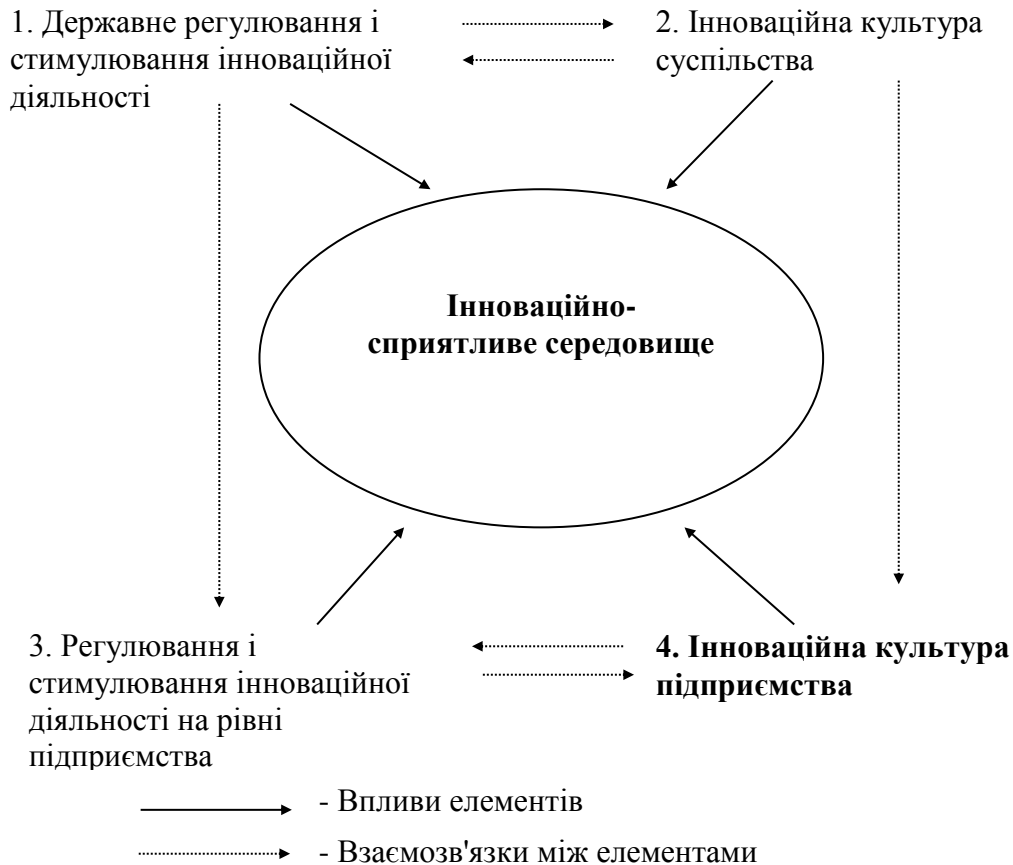 1. Державне регулювання і
стимулювання інноваційної
діяльності
2. Інноваційна культура
суспільства
Інноваційно-
сприятливе середовище
3. Регулювання і
стимулювання інноваційної
діяльності на рівні
підприємства
4. Інноваційна культура
підприємства
- Впливи елементів
- Взаємозв'язки між елементами